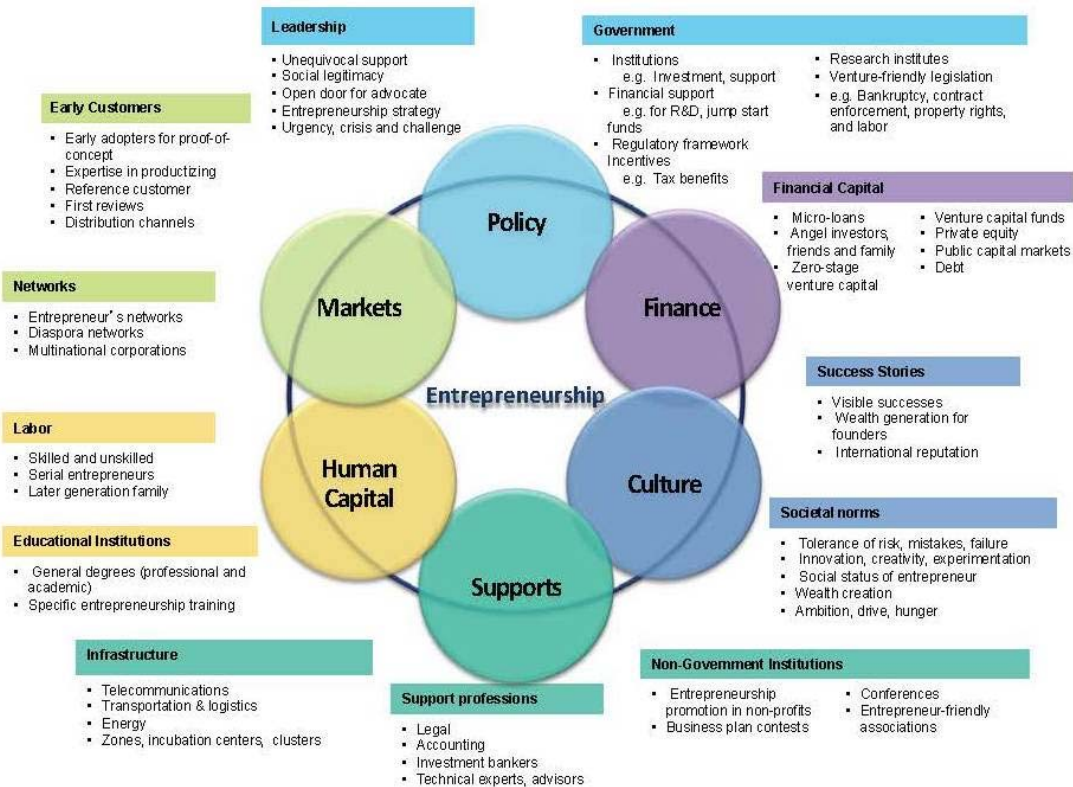 Leadership
• Unequivocal support
• Social legitimacy
• Open door for advocate
• Entrepreneurship strategy
• Urgency, crisis and challenge
Government
• Institutions
e.g. Investment, support
• Financial support
e.g. for R&D, jump start
funds
• Regulatory framework
Incentives
e.g. Tax benefits
• Research institutes
• Venture-friendly legislation
• e.g. Bankruptcy, contract
enforcement, property rights,
and labor
Early Customers
• Early adopters for proof-of-
concept
• Expertise in productizing
• Reference customer
• First reviews
• Distribution channels
Financial Capital
• Micro-loans
• Angel investors,
friends and family
• Zero-stage
venture capital
• Venture capital funds
• Private equity
• Public capital markets
• Debt
Networks
• Entrepreneur's networks
• Diaspora networks
• Multinational corporations
Policy
Markets
Finance
Entrepreneurship
Human
Capital
Culture
Supports
Success Stories
• Visible successes
• Wealth generation for
founders
• International reputation
Labor
• Skilled and unskilled
• Serial entrepreneurs
• Later generation family
Societal norms
• Tolerance of risk, mistakes, failure
• Innovation, creativity, experimentation
• Social status of entrepreneur
• Wealth creation
• Ambition, drive, hunger
Educational Institutions
• General degrees (professional and
academic)
• Specific entrepreneurship training
Infrastructure
• Telecommunications
• Transportation & logistics
• Energy
• Zones, incubation centers, clusters
Support professions
• Legal
• Accounting
• Investment bankers
• Technical experts, advisors
Non-Government Institutions
• Entrepreneurship
promotion in non-profits
• Business plan contests
• Conferences
• Entrepreneur-friendly
associations